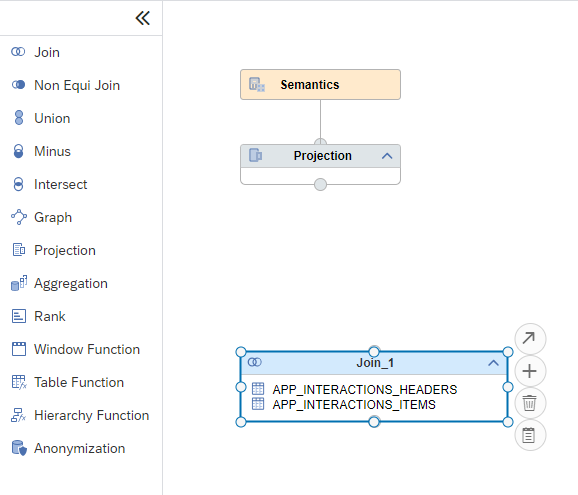 Join
Non Equi Join
Union
Minus
Intersect
Graph
Projection
Aggregation
Rank
Window Function
Table Function
Hierarchy Function
Anonymization
Semantics
Projection
Join_1
APP_INTERACTIONS_HEADERS
APP_INTERACTIONS_ITEMS